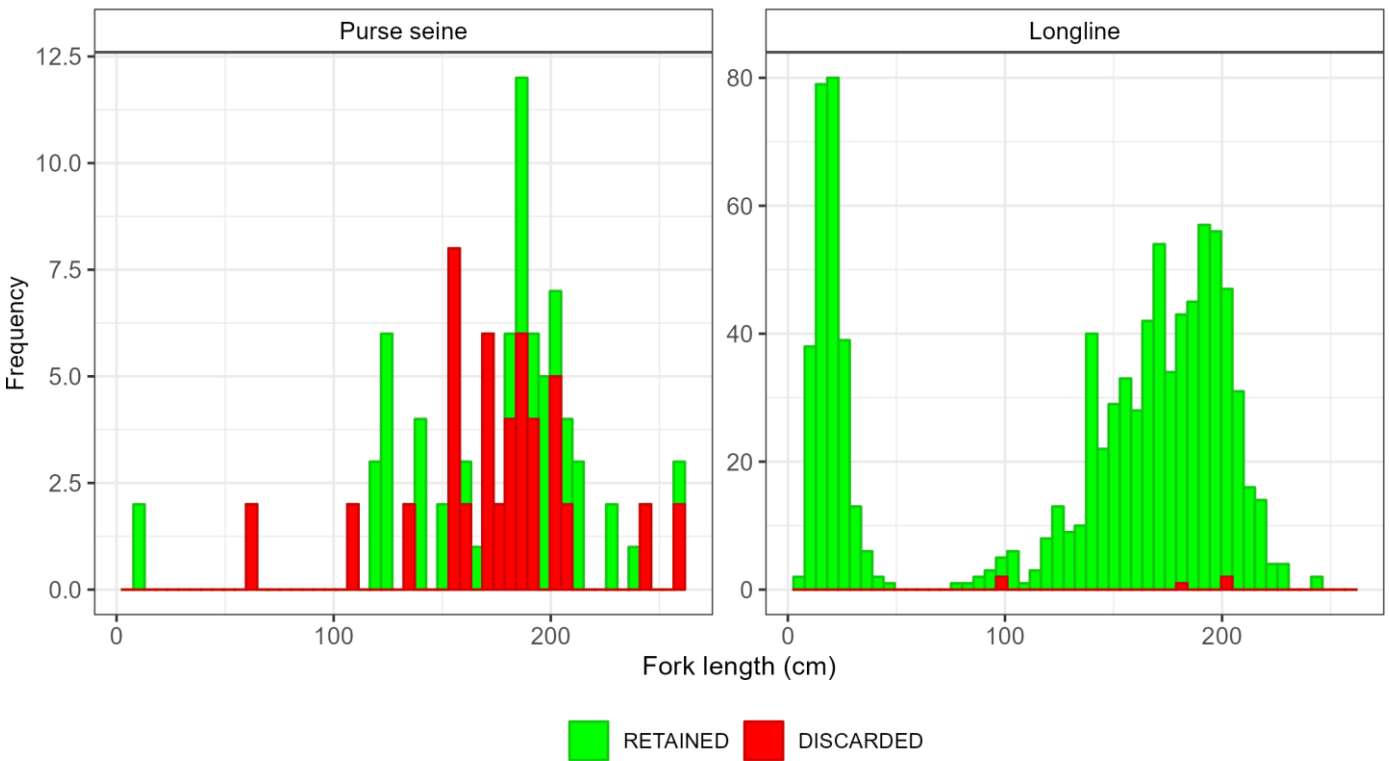 Purse seine
Longline
Frequency
12.5
10.0
7.5
5.0
2.5
0.0
80
60
40
20
0
0 100 200
0 100 200
Fork length (cm)
RETAINED DISCARDED